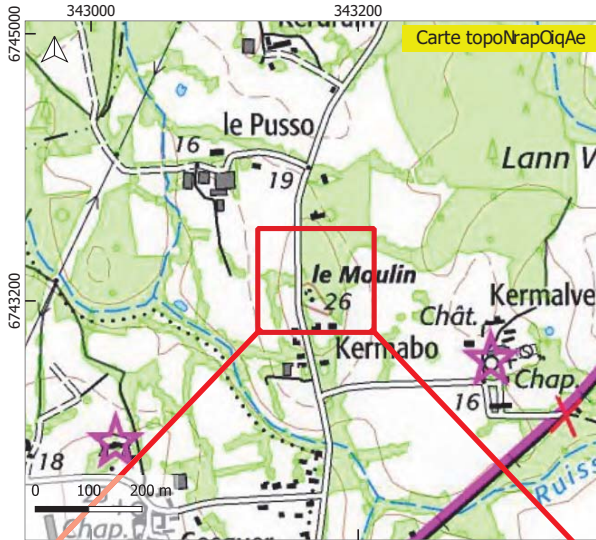 343000
343200
6745000
Carte topoNrapOiqAe
le Pusso
16
19
Lann V
6743200
le Moulin
26
Kermalve
Chât.
Kermabo
Chap.
16
18
0 100 200 m
Chap.
Ruiss